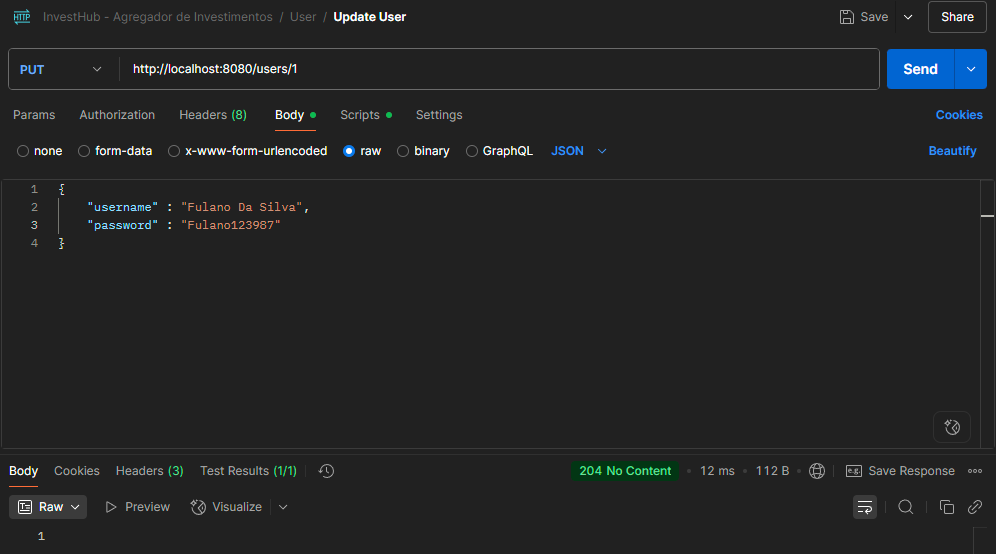 HTTP InvestHub - Agregador de Investimentos / User / Update User Save Share
PUT http://localhost:8080/users/1 Send
Params Authorization Headers (8) Body Scripts Settings Cookies
none form-data x-www-form-urlencoded raw binary GraphQL JSON Beautify
1 {
2 "username" : "Fulano Da Silva",
3 "password" : "Fulano123987"
4 }
Body Cookies Headers (3) Test Results (1/1) 204 No Content • 12 ms • 112 B • e.g. Save Response
Raw Preview Visualize
1